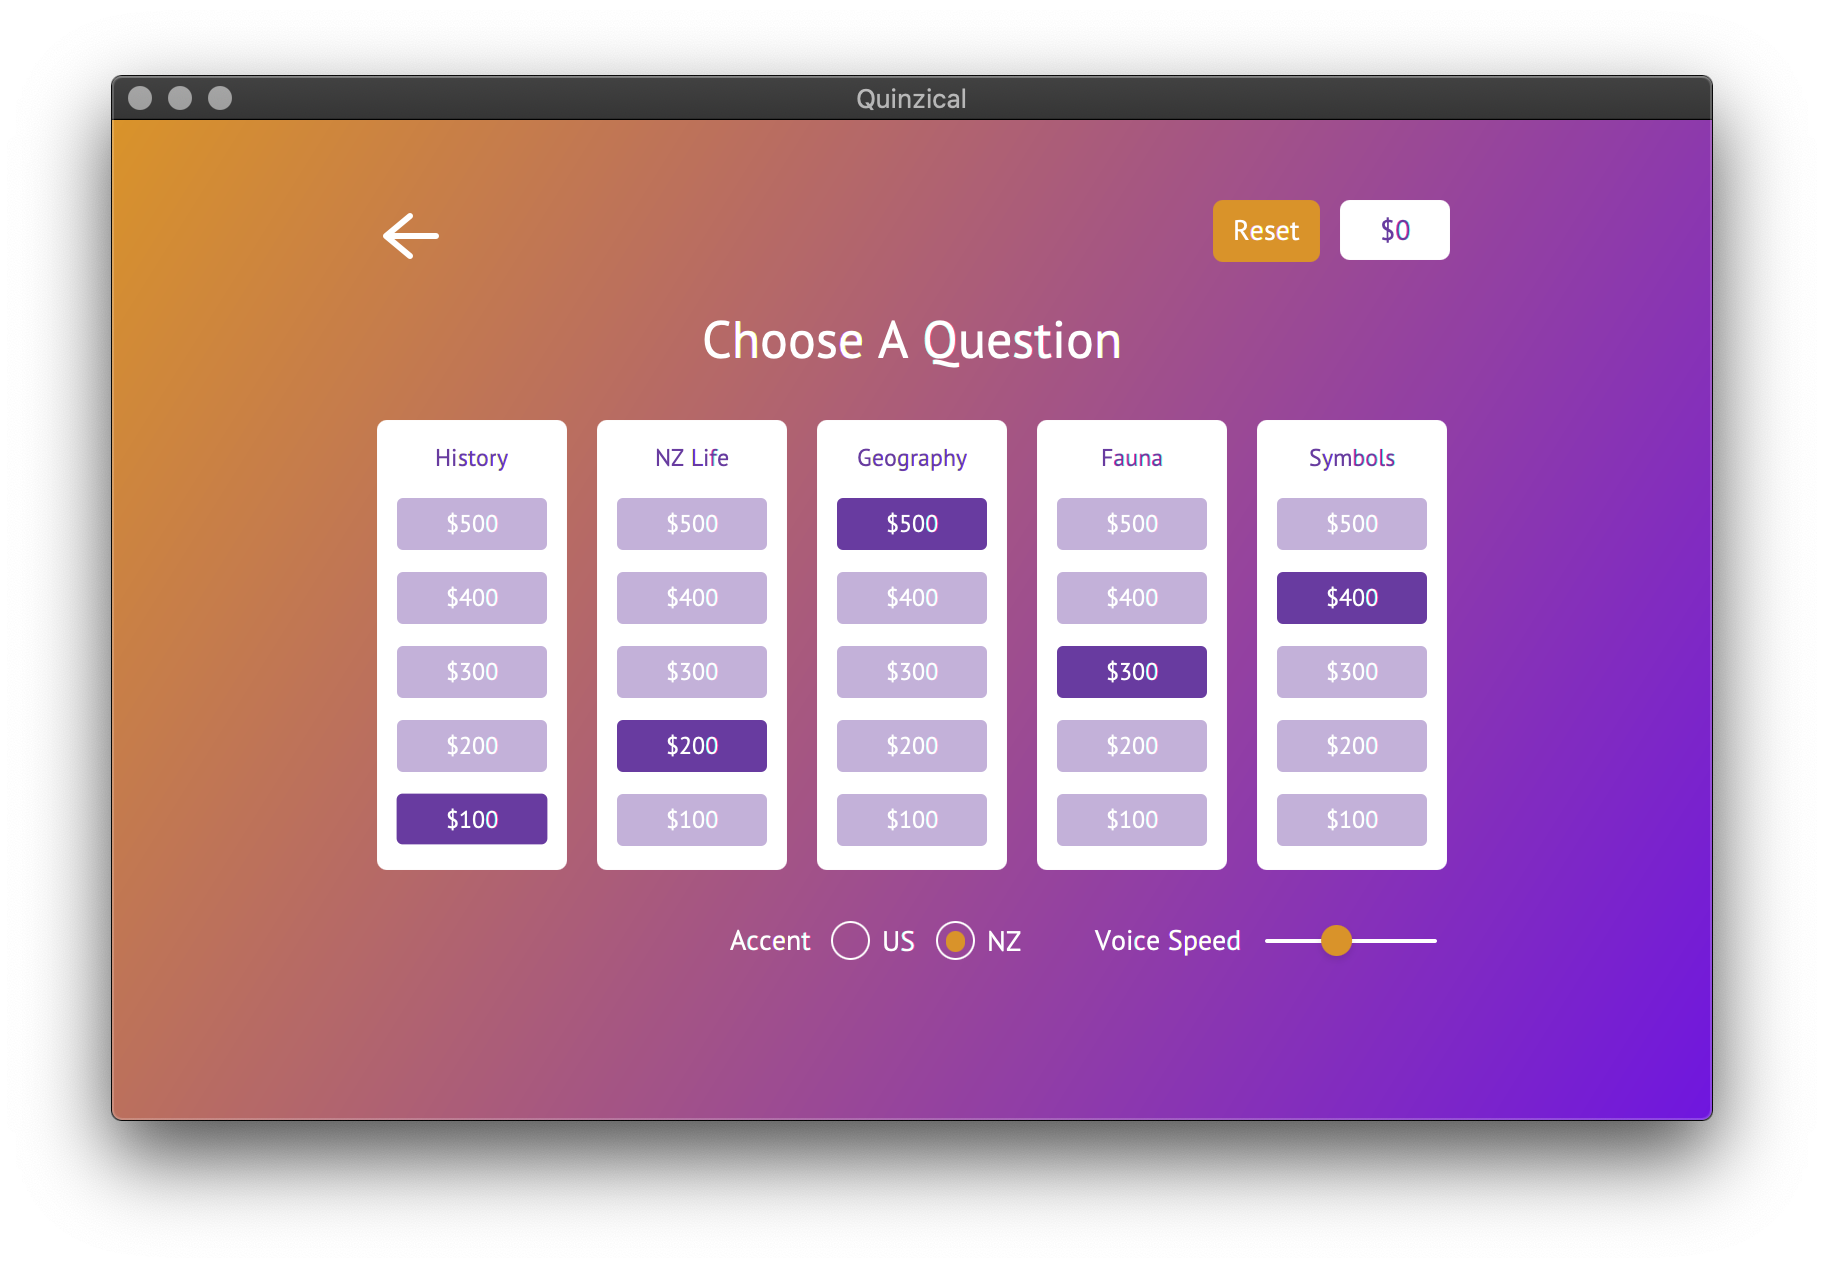 Quinzical
Reset $0
Choose A Question
History NZ Life Geography Fauna Symbols
$500 $500 $500 $500 $500
$400 $400 $400 $400 $400
$300 $300 $300 $300 $300
$200 $200 $200 $200 $200
$100 $100 $100 $100 $100
Accent US NZ Voice Speed